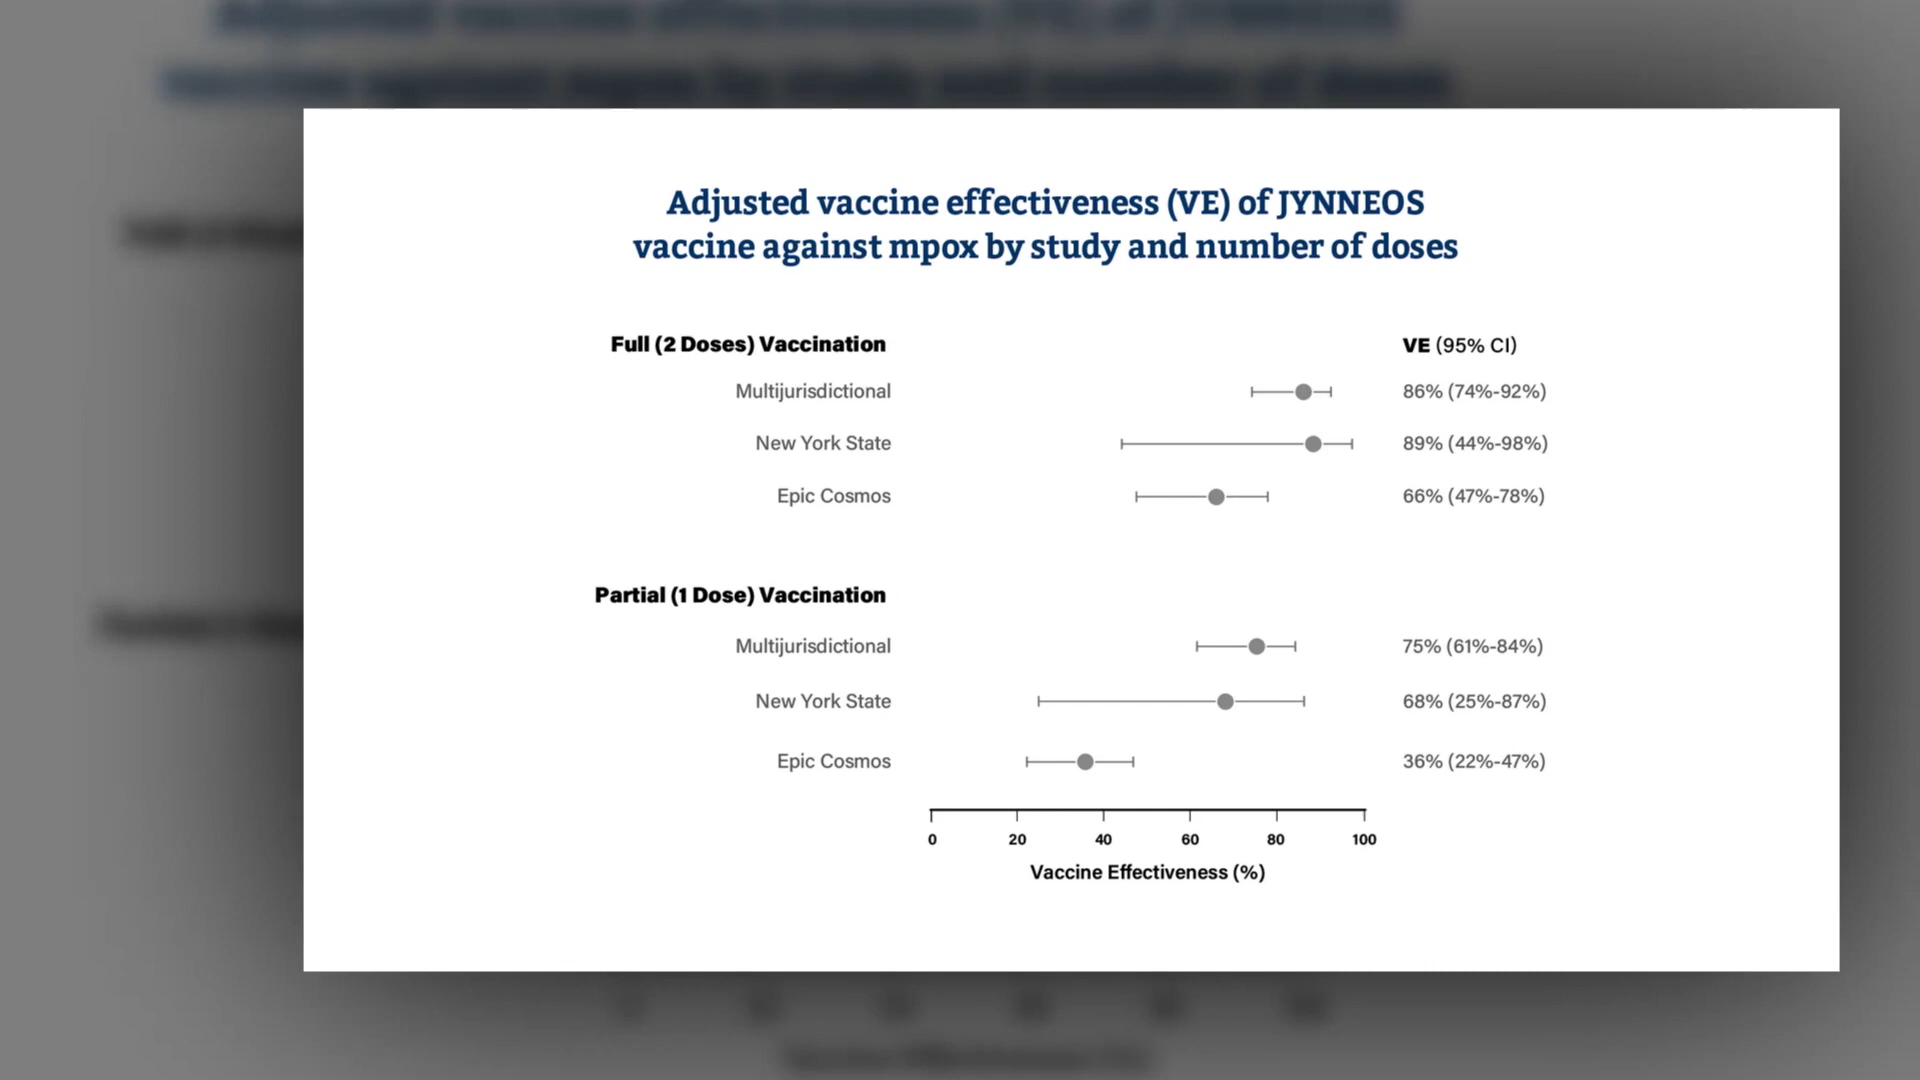 Adjusted vaccine effectiveness (VE) of JYNNEOS
vaccine against mpox by study and number of doses
Full (2 Doses) Vaccination VE (95% CI)
Multijurisdictional 86% (74%-92%)
New York State 89% (44%-98%)
Epic Cosmos 66% (47%-78%)
Partial (1 Dose) Vaccination
Multijurisdictional 75% (61%-84%)
New York State 68% (25%-87%)
Epic Cosmos 36% (22%-47%)
0 20 40 60 80 100
Vaccine Effectiveness (%)